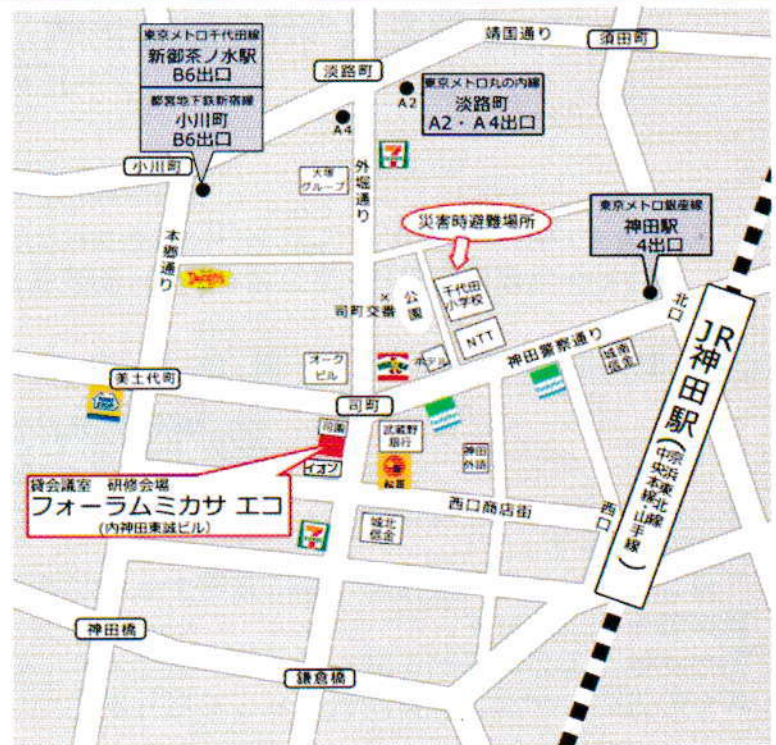 東京メトロ千代田線
新御茶ノ水駅
B6出口
都営地下鉄新宿線
小川町
B6出口
靖国通り
須田町
淡路町
A2
A4
東京メトロ丸の内線
淡路町
A2・A4出口
小川町
大塚
グループ
外堀通り
本郷通り
災害時避難場所
東京メトロ銀座線
神田駅
4出口
千代田
小学校
公園
×
司町交番
NTT
北口
オーク
ビル
ホテル
神田警察通り
城南
信金
美土代町
司町
司園
イオン
武蔵野
銀行
神田
外語
貸会議室 研修会場
フォーラムミカサ エコ
(内神田東誠ビル)
西口商店街
西口
城北
信金
JR神田駅
(京浜東北線 山手線
中央本線)
神田橋
鎌倉橋